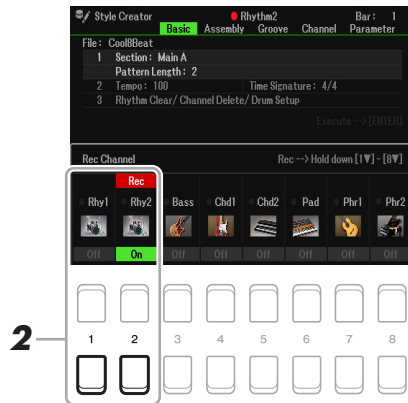 Style Creator Rhythm2 Bar: 1
Basic Assembly Groove Channel Parameter
File: Cool8Beat
1 Section: Main A
Pattern Length: 2
2 Tempo: 100 Time Signature: 4/4
3 Rhythm Clear/ Channel Delete/ Drum Setup
Execute --> [ENTER]
Rec Channel Rec --> Hold down [1▼] - [8▼]
Rec
Rhy1 Rhy2 Bass Chd1 Chd2 Pad Phr1 Phr2
Off On Off Off Off Off Off Off
2
1 2 3 4 5 6 7 8